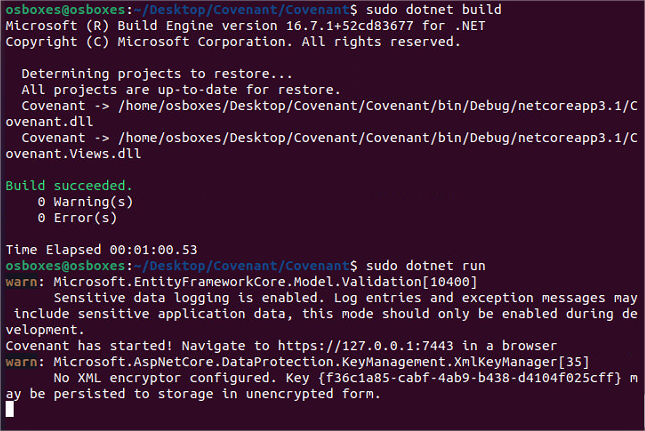 osboxes@osboxes:~/Desktop/Covenant/Covenant$ sudo dotnet build
Microsoft (R) Build Engine version 16.7.1+52cd83677 for .NET
Copyright (C) Microsoft Corporation. All rights reserved.
Determining projects to restore...
All projects are up-to-date for restore.
Covenant -> /home/osboxes/Desktop/Covenant/Covenant/bin/Debug/netcoreapp3.1/C
ovenant.dll
Covenant -> /home/osboxes/Desktop/Covenant/Covenant/bin/Debug/netcoreapp3.1/C
ovenant.Views.dll
Build succeeded.
0 Warning(s)
0 Error(s)
Time Elapsed 00:01:00.53
osboxes@osboxes:~/Desktop/Covenant/Covenant$ sudo dotnet run
warn: Microsoft.EntityFrameworkCore.Model.Validation[10400]
Sensitive data logging is enabled. Log entries and exception messages may
include sensitive application data, this mode should only be enabled during de
velopment.
Covenant has started! Navigate to https://127.0.0.1:7443 in a browser
warn: Microsoft.AspNetCore.DataProtection.KeyManagement.XmlKeyManager[35]
No XML encryptor configured. Key {f36c1a85-cabf-4ab9-b438-d4104f025cff} m
ay be persisted to storage in unencrypted form.